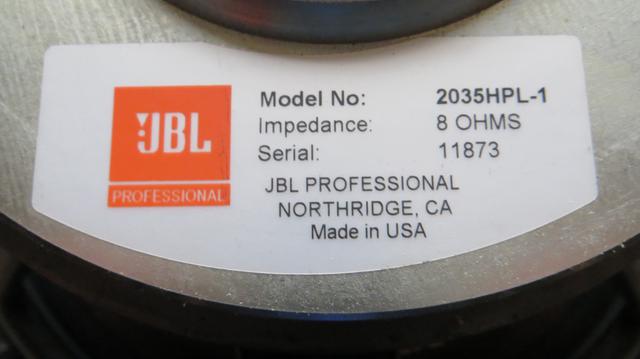 JBL
PROFESSIONAL
Model No: 2035HPL-1
Impedance: 8 OHMS
Serial: 11873
JBL PROFESSIONAL
NORTHRIDGE, CA
Made in USA